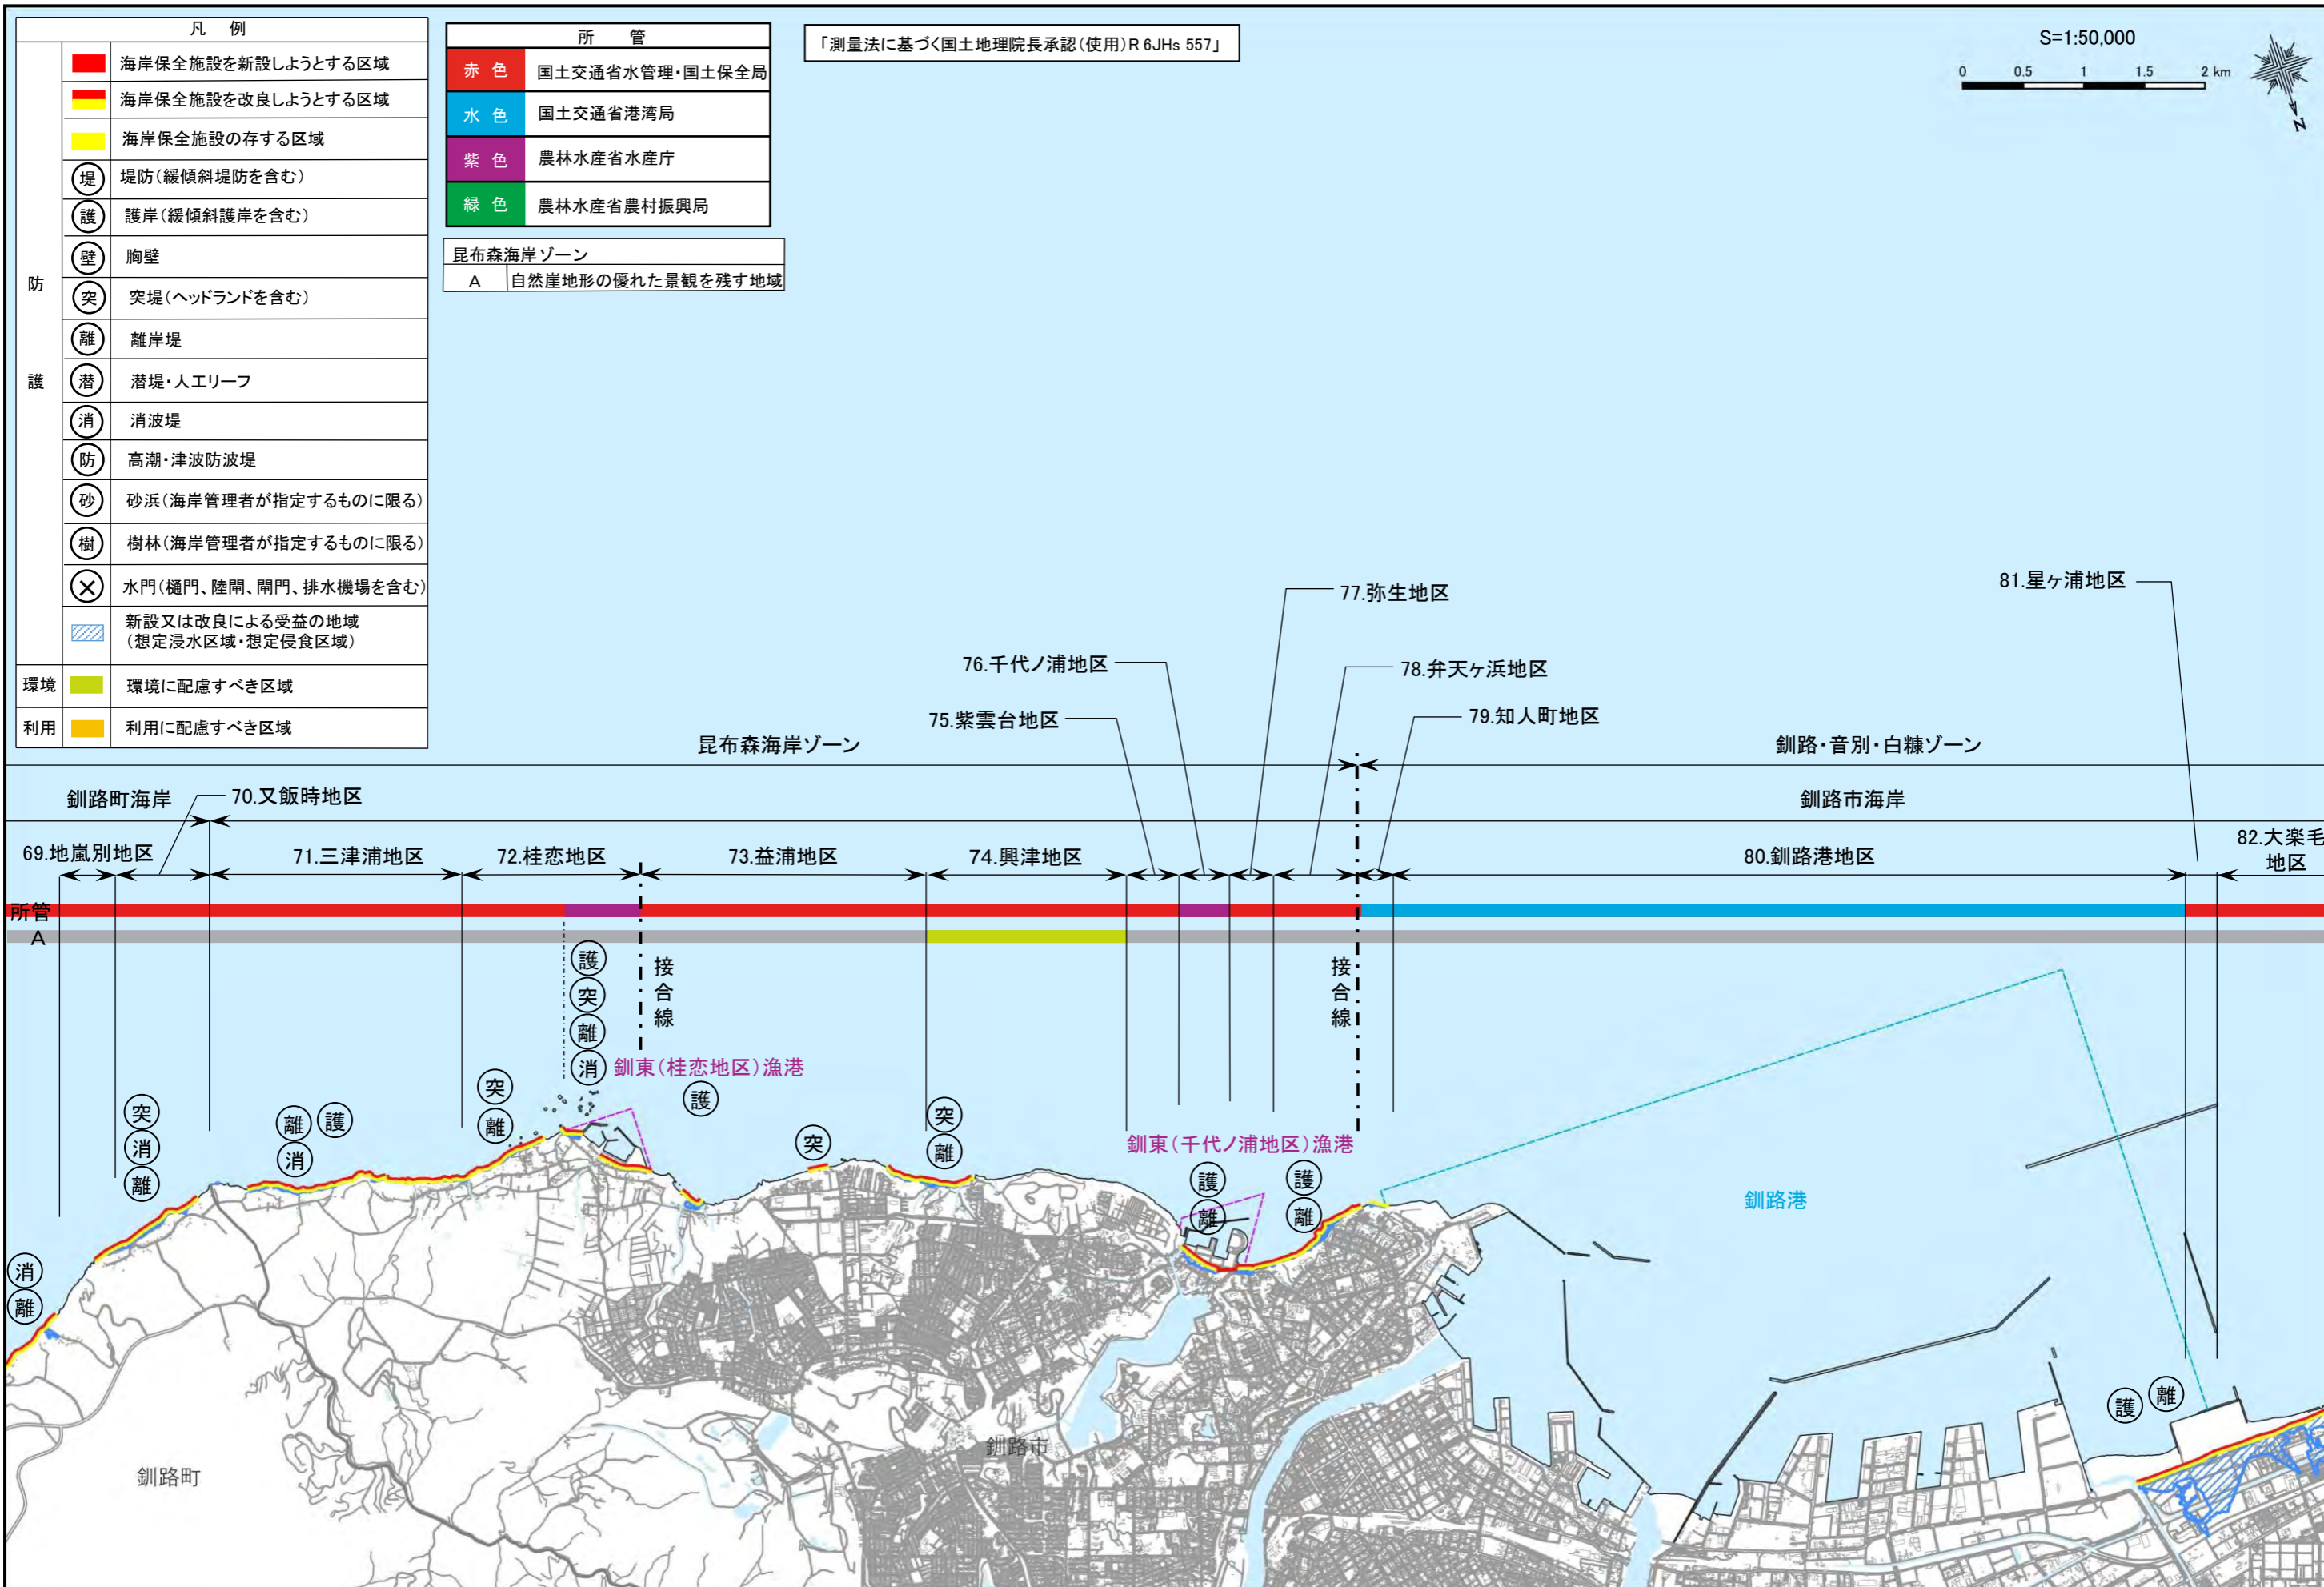 凡 例
防
護
海岸保全施設を新設しようとする区域
海岸保全施設を改良しようとする区域
海岸保全施設の存する区域
堤 堤防(緩傾斜堤防を含む)
護 護岸(緩傾斜護岸を含む)
壁 胸壁
突 突堤(ヘッドランドを含む)
離 離岸堤
潜 潜堤・人工リーフ
消 消波堤
防 高潮・津波防波堤
砂 砂浜(海岸管理者が指定するものに限る)
樹 樹林(海岸管理者が指定するものに限る)
水門(樋門、陸閘、閘門、排水機場を含む)
新設又は改良による受益の地域
(想定浸水区域・想定侵食区域)
環境 環境に配慮すべき区域
利用 利用に配慮すべき区域
所 管
赤 色 国土交通省水管理・国土保全局
水 色 国土交通省港湾局
紫 色 農林水産省水産庁
緑 色 農林水産省農村振興局
昆布森海岸ゾーン
A 自然崖地形の優れた景観を残す地域
「測量法に基づく国土地理院長承認(使用)R 6JHs 557」
S=1:50,000
0 0.5 1 1.5 2 km
N
81.星ヶ浦地区
77.弥生地区
76.千代ノ浦地区
78.弁天ヶ浜地区
75.紫雲台地区
79.知人町地区
昆布森海岸ゾーン
釧路・音別・白糠ゾーン
釧路町海岸
70.又飯時地区
釧路市海岸
69.地嵐別地区
71.三津浦地区
72.桂恋地区
73.益浦地区
74.興津地区
80.釧路港地区
82.大楽毛
地区
所管
A
護
突
離
消
接合線
接合線
釧東(桂恋地区)漁港
突
離
護
突
消
離
離
護
消
突
突
離
釧東(千代ノ浦地区)漁港
護
離
護
離
釧路港
消
離
護
離
釧路市
釧路町